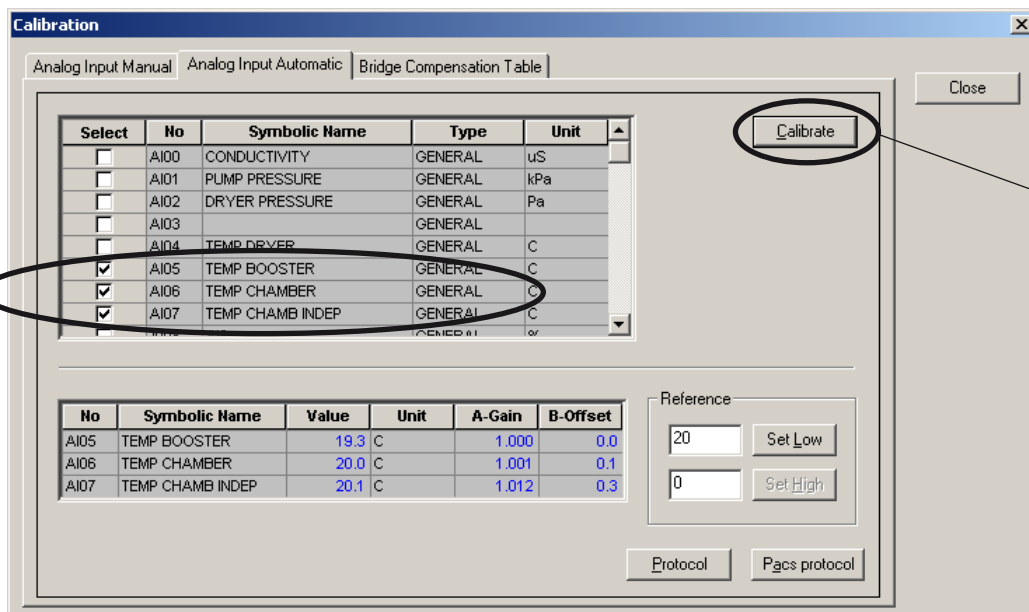 Calibration
Analog Input Manual Analog Input Automatic Bridge Compensation Table
Close
Calibrate
Select No Symbolic Name Type Unit
AI00 CONDUCTIVITY GENERAL uS
AI01 PUMP PRESSURE GENERAL kPa
AI02 DRYER PRESSURE GENERAL Pa
AI03 GENERAL
AI04 TEMP DRYER GENERAL C
AI05 TEMP BOOSTER GENERAL C
AI06 TEMP CHAMBER GENERAL C
AI07 TEMP CHAMB INDEP GENERAL C
GENERAL %
No Symbolic Name Value Unit A-Gain B-Offset
AI05 TEMP BOOSTER 19.3 C 1.000 0.0
AI06 TEMP CHAMBER 20.0 C 1.001 0.1
AI07 TEMP CHAMB INDEP 20.1 C 1.012 0.3
Reference
20 Set Low
0 Set High
Protocol Pacs protocol